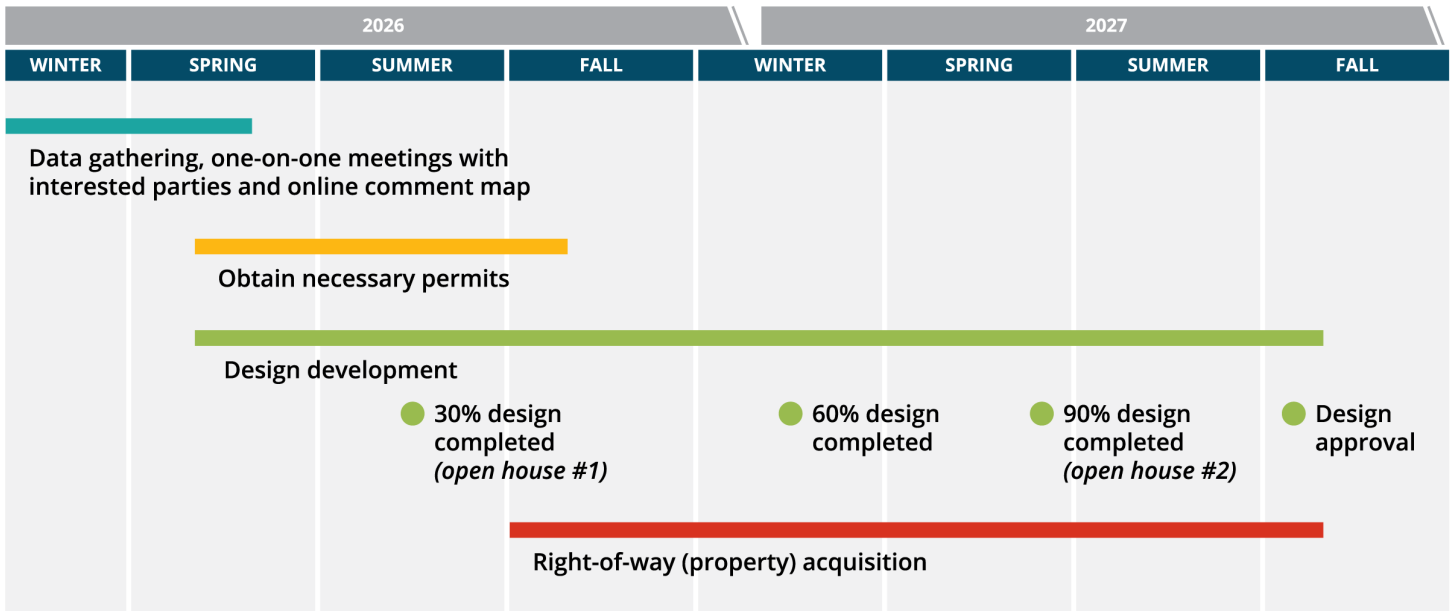 2026
2027
WINTER
SPRING
SUMMER
FALL
WINTER
SPRING
SUMMER
FALL
Data gathering, one-on-one meetings with
interested parties and online comment map
Obtain necessary permits
Design development
30% design
completed
(open house #1)
60% design
completed
90% design
completed
(open house #2)
Design
approval
Right-of-way (property) acquisition